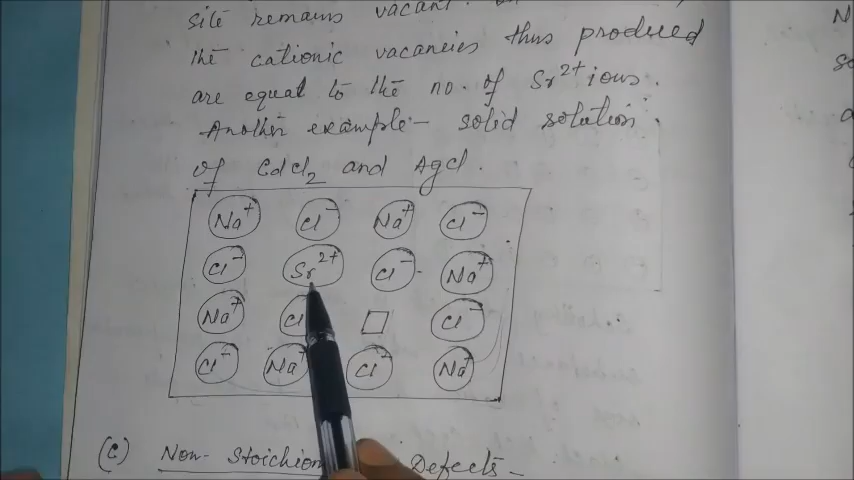 site remains vacant.
the cationic vacancies thus produced
are equal to the no. of Sr²⁺ ions.
Another example - solid solution
of CdCl₂ and AgCl.
Na⁺ Cl⁻ Na⁺ Cl⁻
Cl⁻ Sr²⁺ Cl⁻ Na⁺
Na⁺ Cl Cl⁻
Cl⁻ Na⁺ Cl⁻ Na⁺
(C) Non-Stoichiom Defects-